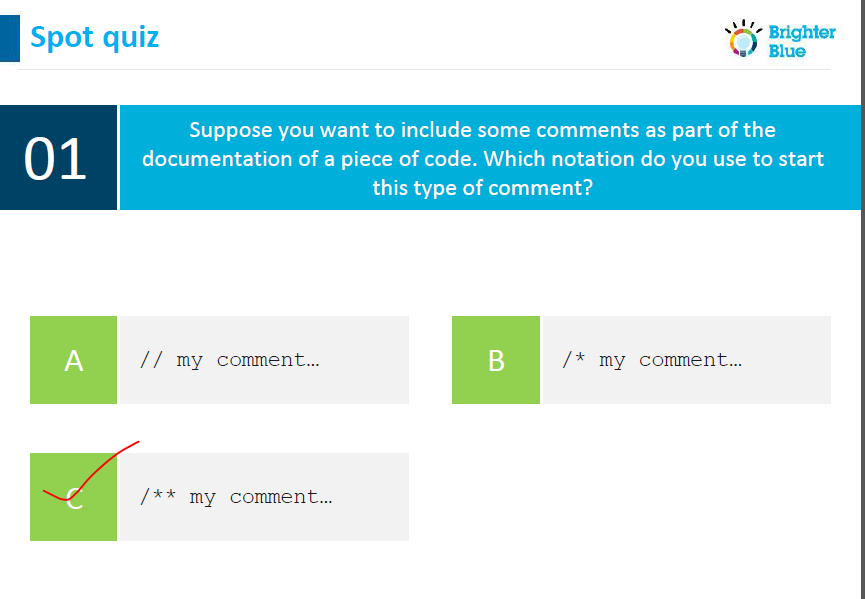 Spot quiz
Brighter
Blue
01
Suppose you want to include some comments as part of the
documentation of a piece of code. Which notation do you use to start
this type of comment?
A
// my comment…
B
/* my comment…
C
/** my comment…